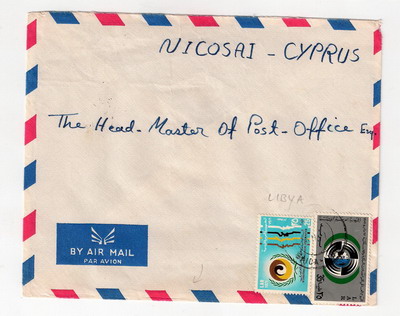 NICOSAI - CYPRUS
The Head-Master Of Post-Office Esq.
LIBYA
BY AIR MAIL
PAR AVION